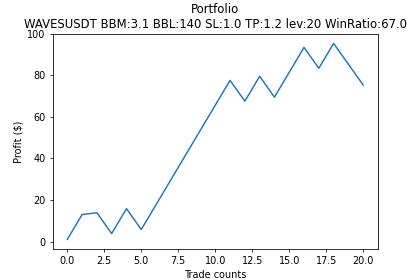 Portfolio
WAVESUSDT BBM:3.1 BBL:140 SL:1.0 TP:1.2 lev:20 WinRatio:67.0
Profit ($)
100
80
60
40
20
0
0.0 2.5 5.0 7.5 10.0 12.5 15.0 17.5 20.0
Trade counts